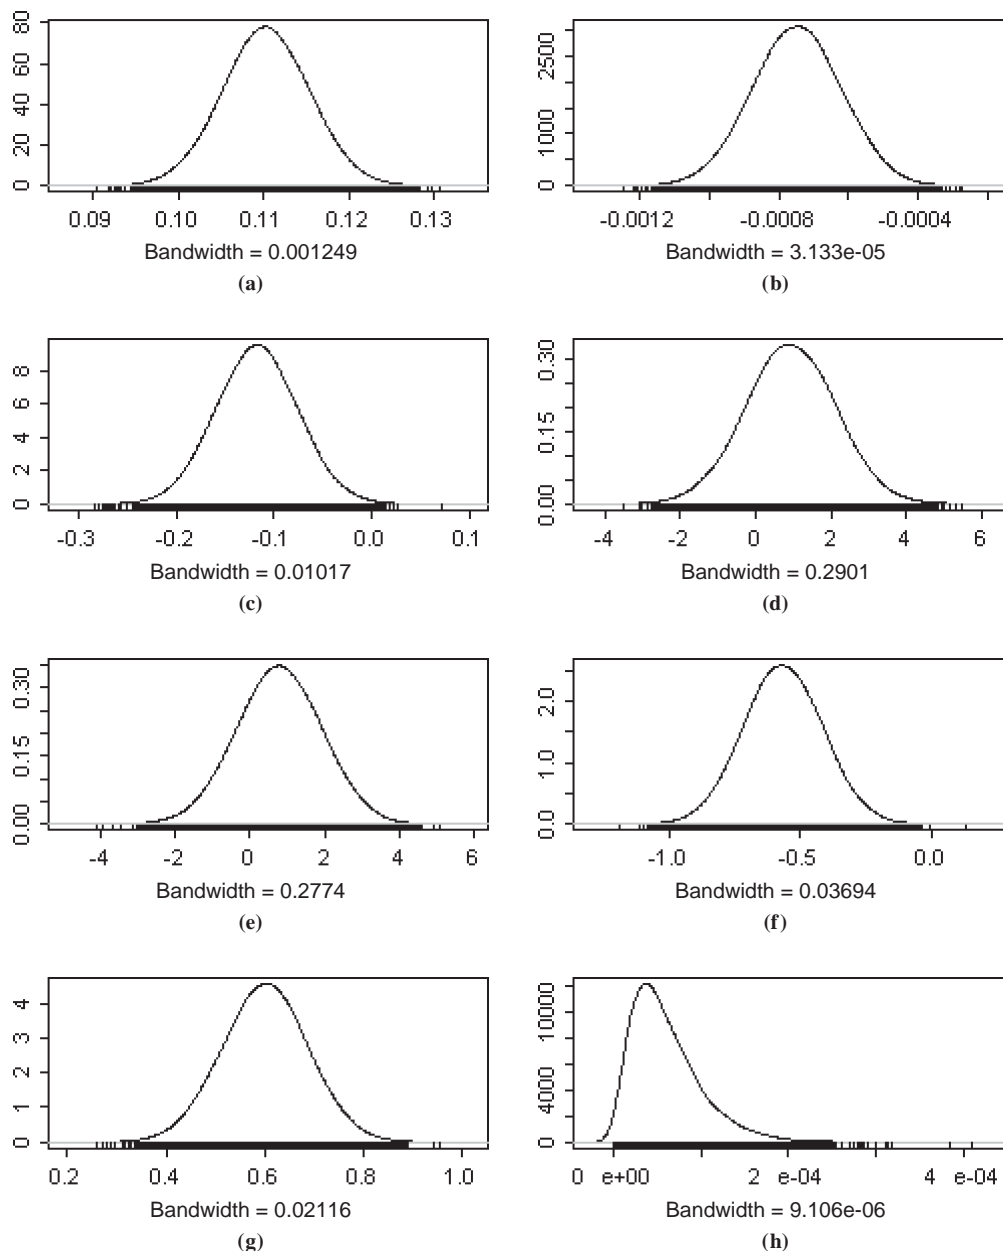 80
60
40
20
0
0.09 0.10 0.11 0.12 0.13
Bandwidth = 0.001249
(a)
2500
1000
0
-0.0012 -0.0008 -0.0004
Bandwidth = 3.133e-05
(b)
8
6
4
2
0
-0.3 -0.2 -0.1 0.0 0.1
Bandwidth = 0.01017
(c)
0.30
0.15
0.00
-4 -2 0 2 4 6
Bandwidth = 0.2901
(d)
0.30
0.15
0.00
-4 -2 0 2 4 6
Bandwidth = 0.2774
(e)
2.0
1.0
0.0
-1.0 -0.5 0.0
Bandwidth = 0.03694
(f)
4
3
2
1
0
0.2 0.4 0.6 0.8 1.0
Bandwidth = 0.02116
(g)
10000
4000
0
0 e+00 2 e-04 4 e-04
Bandwidth = 9.106e-06
(h)